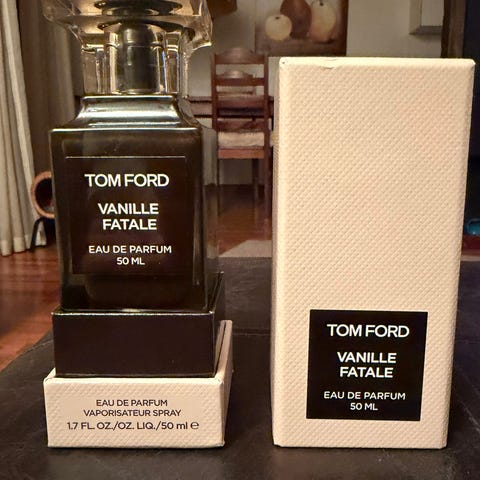 TOM FORD
VANILLE
FATALE
EAU DE PARFUM
50 ML
EAU DE PARFUM
VAPORISATEUR SPRAY
1.7 FL. OZ./OZ. LIQ./50 ml ℮
TOM FORD
VANILLE
FATALE
EAU DE PARFUM
50 ML